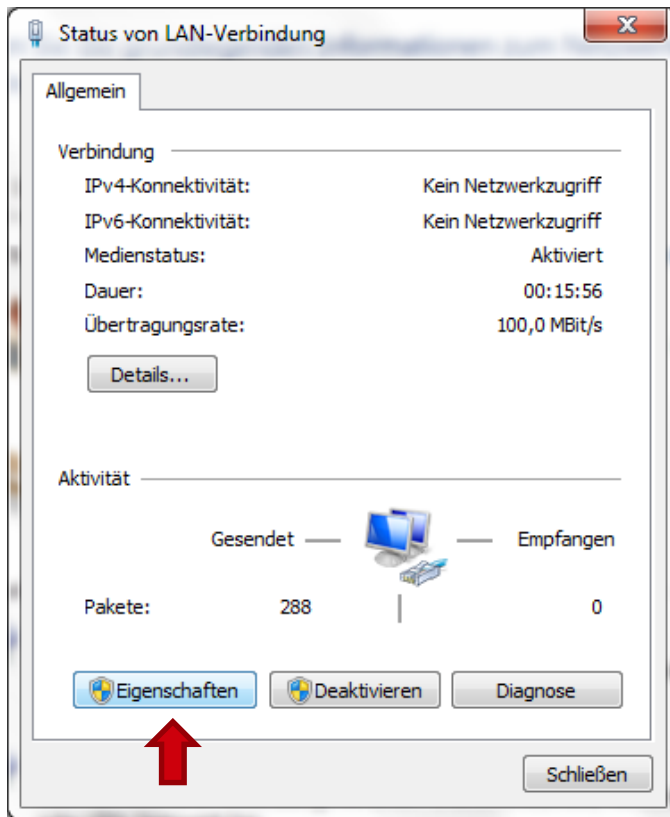 Status von LAN-Verbindung
Allgemein
Verbindung
IPv4-Konnektivität: Kein Netzwerkzugriff
IPv6-Konnektivität: Kein Netzwerkzugriff
Medienstatus: Aktiviert
Dauer: 00:15:56
Übertragungsrate: 100,0 MBit/s
Details...
Aktivität
Gesendet Empfangen
Pakete: 288 0
Eigenschaften Deaktivieren Diagnose
Schließen